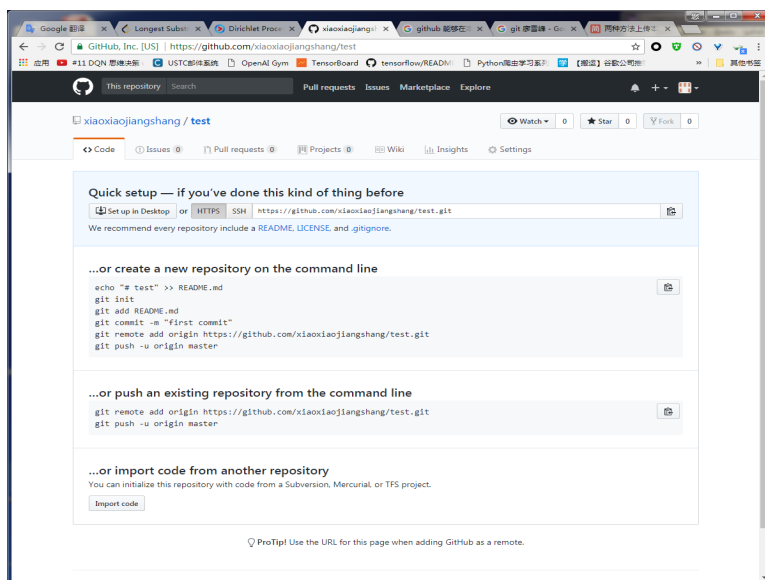 Google 翻译
Longest Subst
Dirichlet Proce
xiaoxiaojiangsl
github 能够在
git 廖雪峰 - Go
两种方法上传
GitHub, Inc. [US] | https://github.com/xiaoxiaojiangshang/test
应用
#11 DQN 思维决策
USTC邮件系统
OpenAI Gym
TensorBoard
tensorflow/READM
Python爬虫学习系列
【搬运】谷歌公司推
»
其他书签
This repository
Search
Pull requests Issues Marketplace Explore
xiaoxiaojiangshang / test
Watch 0
Star 0
Fork 0
Code
Issues 0
Pull requests 0
Projects 0
Wiki
Insights
Settings
Quick setup — if you've done this kind of thing before
Set up in Desktop or HTTPS SSH https://github.com/xiaoxiaojiangshang/test.git
We recommend every repository include a README, LICENSE, and .gitignore.
...or create a new repository on the command line
echo "# test" >> README.md
git init
git add README.md
git commit -m "first commit"
git remote add origin https://github.com/xiaoxiaojiangshang/test.git
git push -u origin master
...or push an existing repository from the command line
git remote add origin https://github.com/xiaoxiaojiangshang/test.git
git push -u origin master
...or import code from another repository
You can initialize this repository with code from a Subversion, Mercurial, or TFS project.
Import code
ProTip! Use the URL for this page when adding GitHub as a remote.